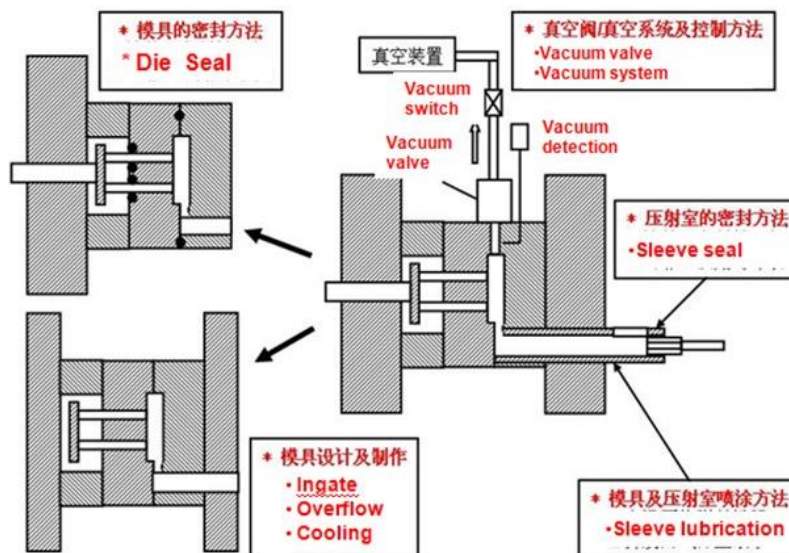 * 模具的密封方法
* Die Seal
* 真空阀/真空系统及控制方法
•Vacuum valve
•Vacuum system
真空装置
Vacuum
switch
Vacuum
valve
Vacuum
detection
* 压射室的密封方法
•Sleeve seal
* 模具设计及制作
• Ingate
• Overflow
• Cooling
* 模具及压射室喷涂方法
•Sleeve lubrication